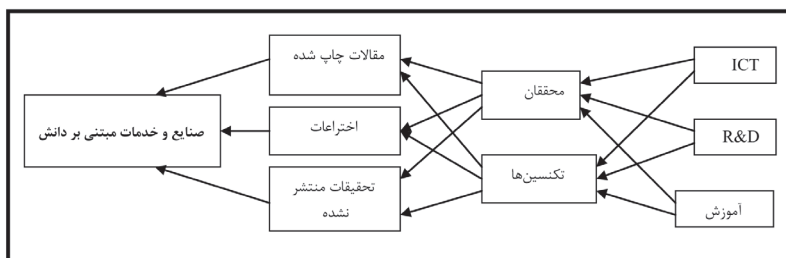 ICT
R&D
آموزش
محققان
تکنسین‌ها
مقالات چاپ شده
اختراعات
تحقیقات منتشر
نشده
صنایع و خدمات مبتنی بر دانش